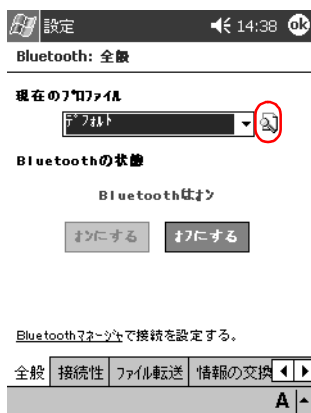 設定 14:38 ok
Bluetooth: 全般
現在のプロファイル
デフォルト
Bluetoothの状態
Bluetoothはオン
オンにする オフにする
Bluetoothマネージャで接続を設定する。
全般 接続性 ファイル転送 情報の交換
A